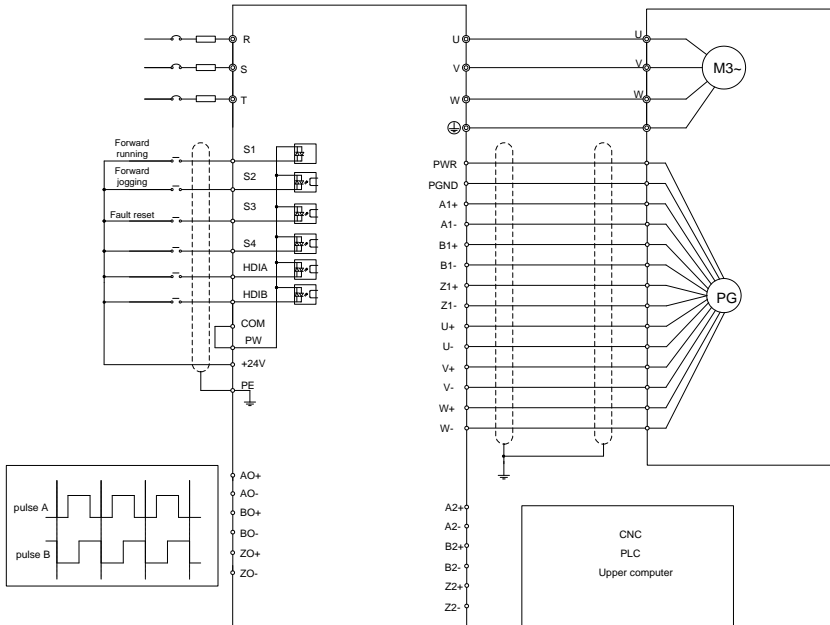 R
S
T
Forward
running
Forward
jogging
Fault reset
S1
S2
S3
S4
HDIA
HDIB
COM
PW
+24V
PE
AO+
AO-
BO+
BO-
ZO+
ZO-
pulse A
pulse B
U
V
W
PWR
PGND
A1+
A1-
B1+
B1-
Z1+
Z1-
U+
U-
V+
V-
W+
W-
A2+
A2-
B2+
B2-
Z2+
Z2-
U
V
W
M3~
PG
CNC
PLC
Upper computer